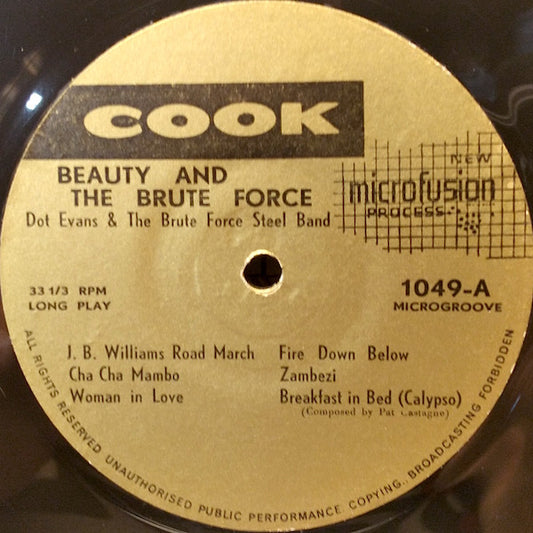 COOK
BEAUTY AND
THE BRUTE FORCE
Dot Evans & The Brute Force Steel Band
NEW
microfusion
PROCESS
33 1/3 RPM
LONG PLAY
1049-A
MICROGROOVE
J. B. Williams Road March
Cha Cha Mambo
Woman in Love
Fire Down Below
Zambezi
Breakfast in Bed (Calypso)
(Composed by Pat Castagne)
ALL RIGHTS RESERVED UNAUTHORISED PUBLIC PERFORMANCE COPYING., BROADCASTING FORBIDDEN